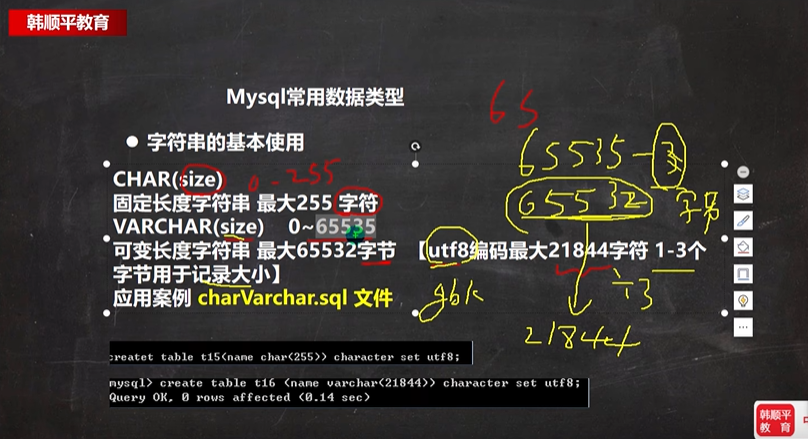 韩顺平教育
Mysql常用数据类型
65
● 字符串的基本使用
65535-3
CHAR(size) 0-255
65532 字节
固定长度字符串 最大255 字符
VARCHAR(size) 0~65535
可变长度字符串 最大65532字节 【utf8编码最大21844字符 1-3个
字节用于记录大小】
gbk
÷3
应用案例 charVarchar.sql 文件
21844
createt table t15(name char(255)) character set utf8;
mysql> create table t16 (name varchar(21844)) character set utf8;
Query OK, 0 rows affected (0.14 sec)
韩顺平
教育